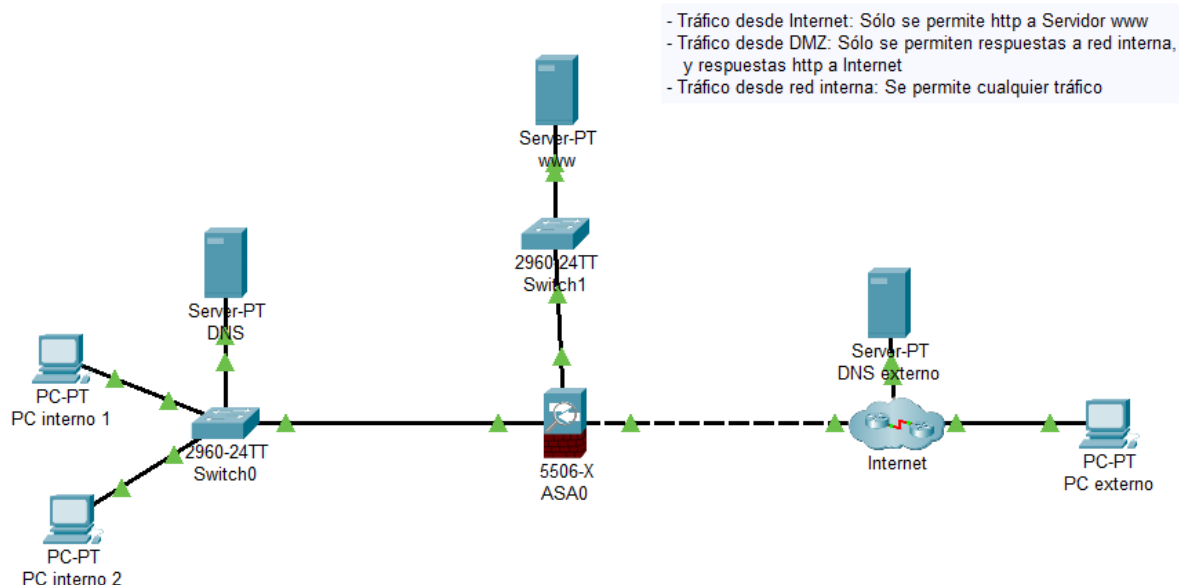 - Tráfico desde Internet: Sólo se permite http a Servidor www
- Tráfico desde DMZ: Sólo se permiten respuestas a red interna,
y respuestas http a Internet
- Tráfico desde red interna: Se permite cualquier tráfico
Server-PT
www
2960-24TT
Switch1
Server-PT
DNS
Server-PT
DNS externo
PC-PT
PC interno 1
2960-24TT
Switch0
5506-X
ASA0
Internet
PC-PT
PC externo
PC-PT
PC interno 2